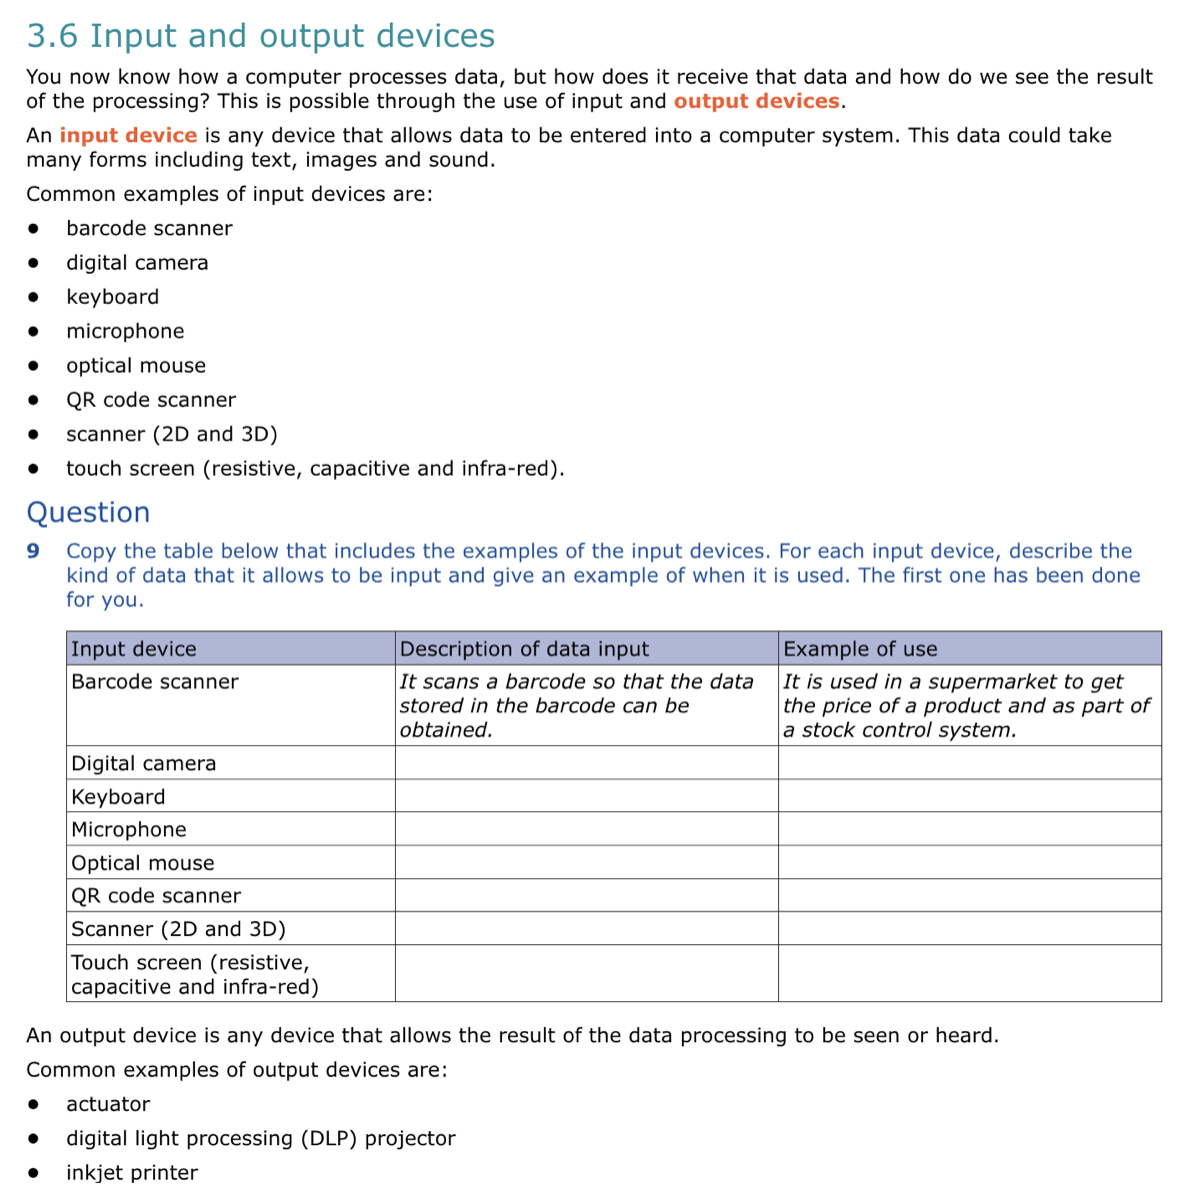 3.6 Input and output devices
You now know how a computer processes data, but how does it receive that data and how do we see the result
of the processing? This is possible through the use of input and output devices.
An input device is any device that allows data to be entered into a computer system. This data could take
many forms including text, images and sound.
Common examples of input devices are:
● barcode scanner
● digital camera
● keyboard
● microphone
● optical mouse
● QR code scanner
● scanner (2D and 3D)
● touch screen (resistive, capacitive and infra-red).
Question
9 Copy the table below that includes the examples of the input devices. For each input device, describe the
kind of data that it allows to be input and give an example of when it is used. The first one has been done
for you.
Input device Description of data input Example of use
Barcode scanner It scans a barcode so that the data It is used in a supermarket to get
stored in the barcode can be the price of a product and as part of
obtained. a stock control system.
Digital camera
Keyboard
Microphone
Optical mouse
QR code scanner
Scanner (2D and 3D)
Touch screen (resistive,
capacitive and infra-red)
An output device is any device that allows the result of the data processing to be seen or heard.
Common examples of output devices are:
● actuator
● digital light processing (DLP) projector
● inkjet printer